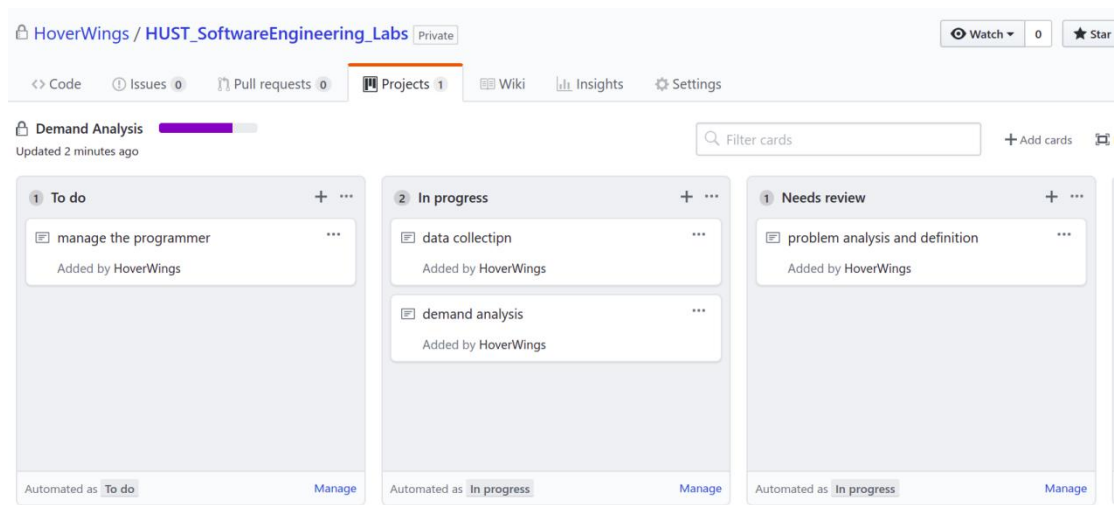 HoverWings / HUST_SoftwareEngineering_Labs Private
Watch 0 Star
<> Code Issues 0 Pull requests 0 Projects 1 Wiki Insights Settings
Demand Analysis
Updated 2 minutes ago
Filter cards
+ Add cards
1 To do
manage the programmer
Added by HoverWings
Automated as To do Manage
2 In progress
data collectipn
Added by HoverWings
demand analysis
Added by HoverWings
Automated as In progress Manage
1 Needs review
problem analysis and definition
Added by HoverWings
Automated as In progress Manage